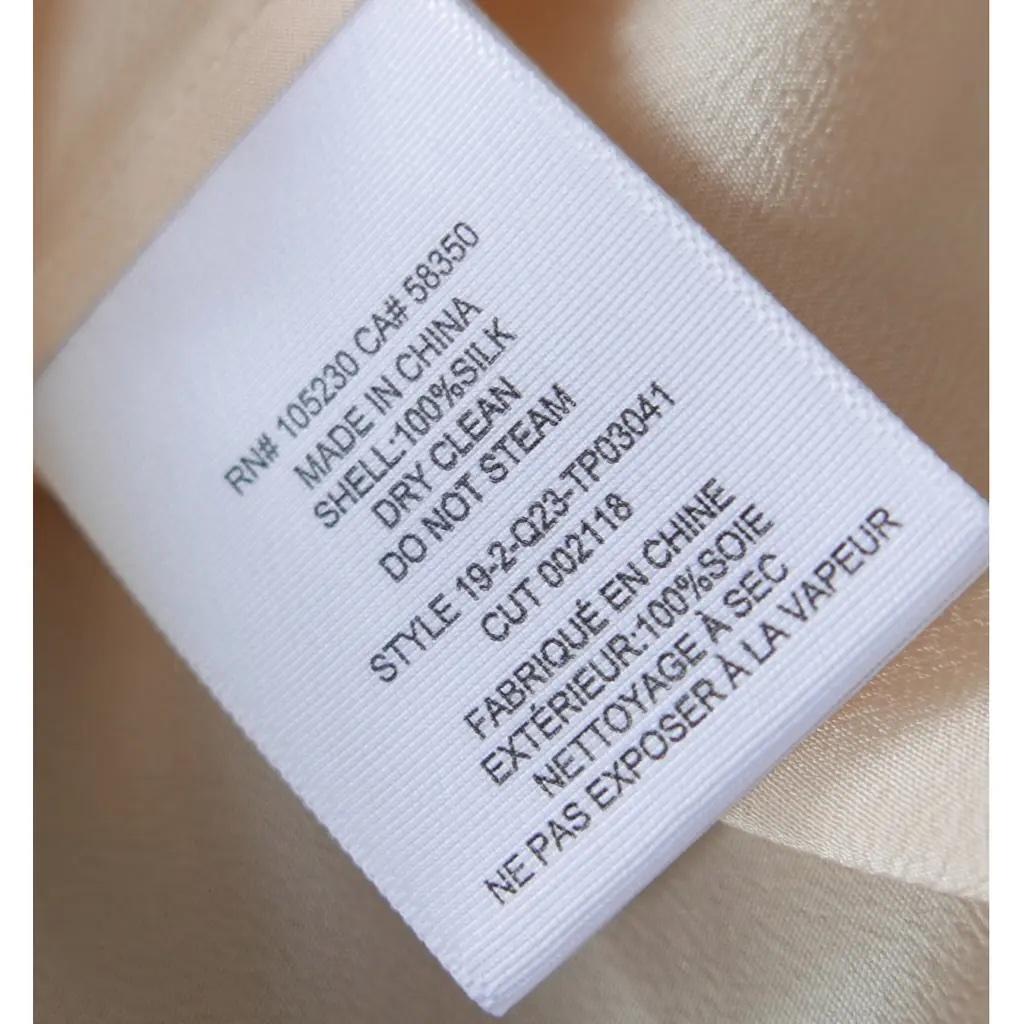 RN# 105230 CA# 58350
MADE IN CHINA
SHELL:100%SILK
DRY CLEAN
DO NOT STEAM
STYLE 19-2-Q23-TP03041
CUT 002118
FABRIQUÉ EN CHINE
EXTÉRIEUR:100%SOIE
NETTOYAGE À SEC
NE PAS EXPOSER À LA VAPEUR